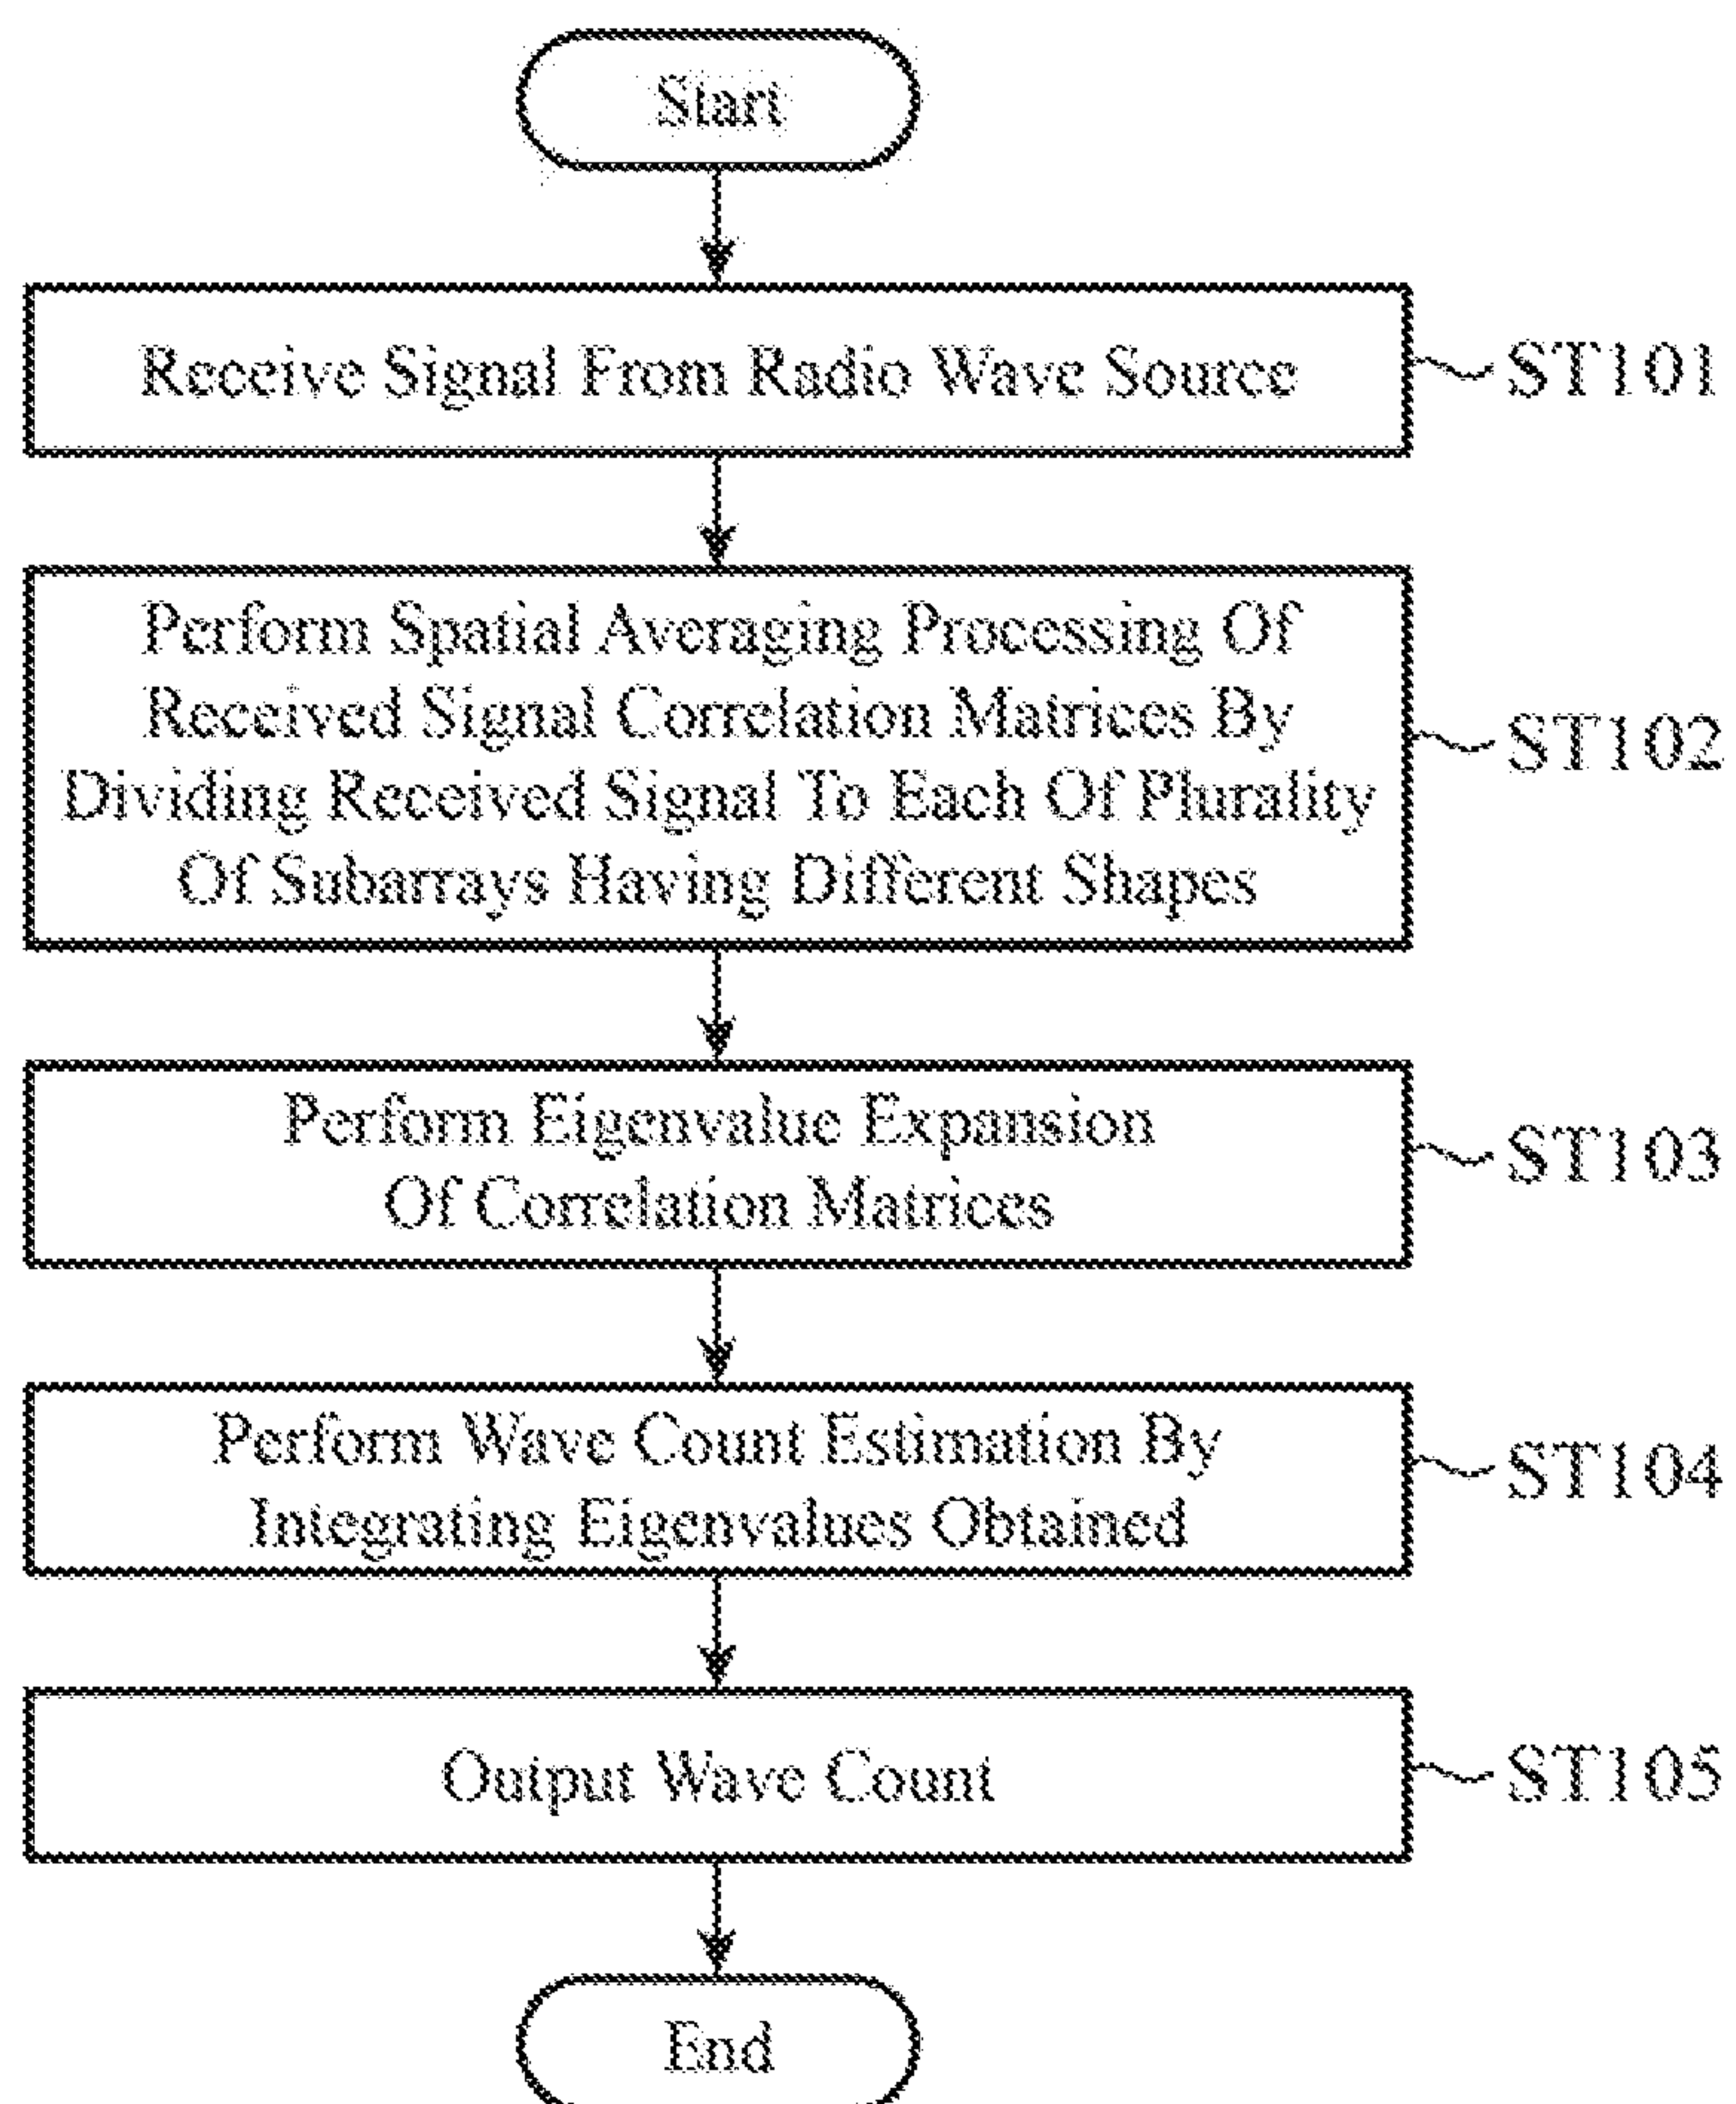 Start
Receive Signal From Radio Wave Source
ST101
Perform Spatial Averaging Processing Of
Received Signal Correlation Matrices By
Dividing Received Signal To Each Of Plurality
Of Subarrays Having Different Shapes
ST102
Perform Eigenvalue Expansion
Of Correlation Matrices
ST103
Perform Wave Count Estimation By
Integrating Eigenvalues Obtained
ST104
Output Wave Count
ST105
End